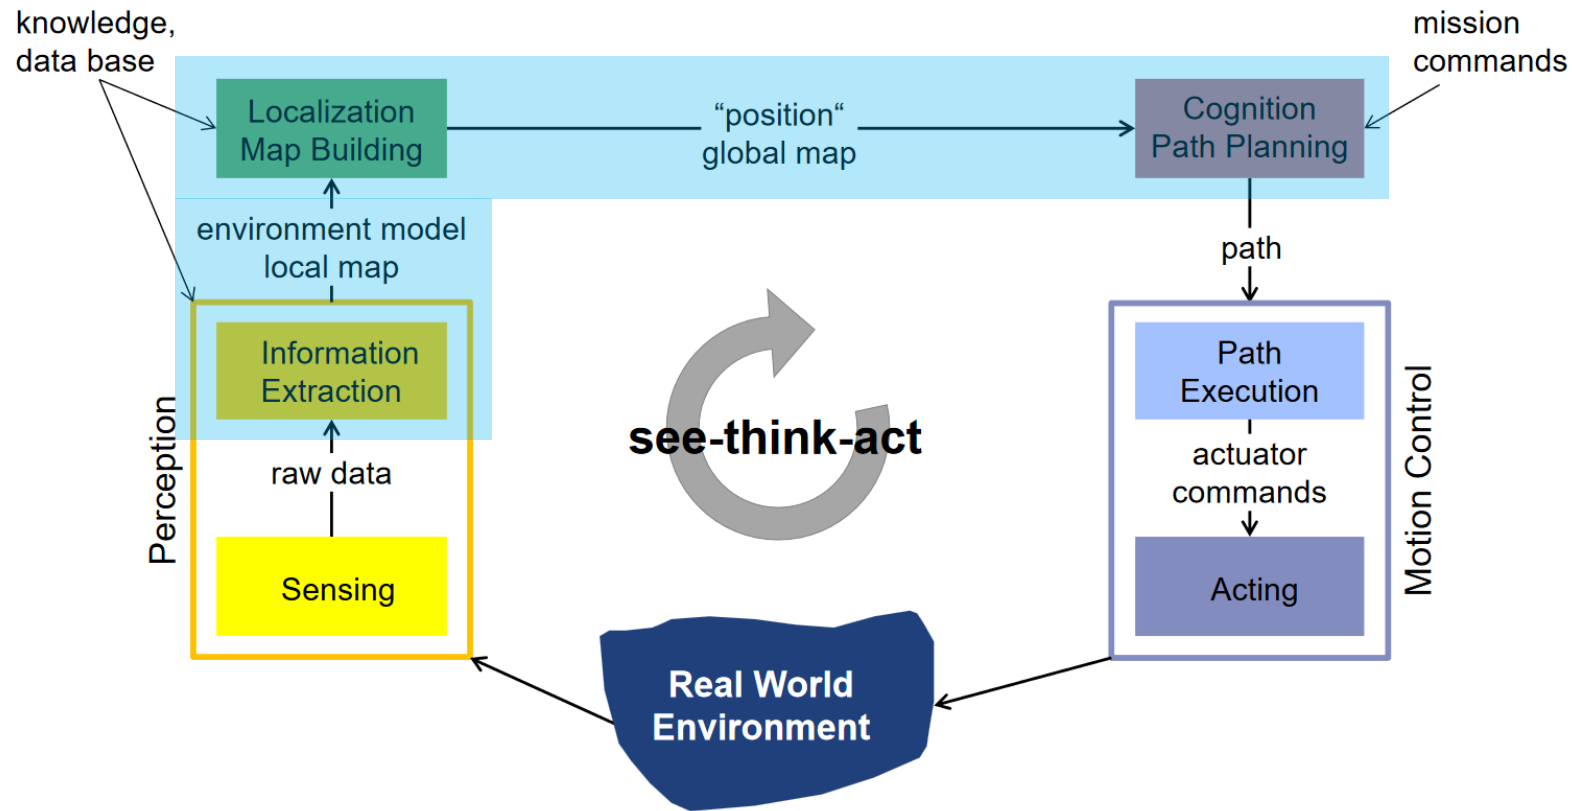 knowledge,
data base
mission
commands
Localization
Map Building
“position“
global map
Cognition
Path Planning
environment model
local map
path
Information
Extraction
Path
Execution
Perception
see-think-act
Motion Control
raw data
actuator
commands
Sensing
Acting
Real World
Environment